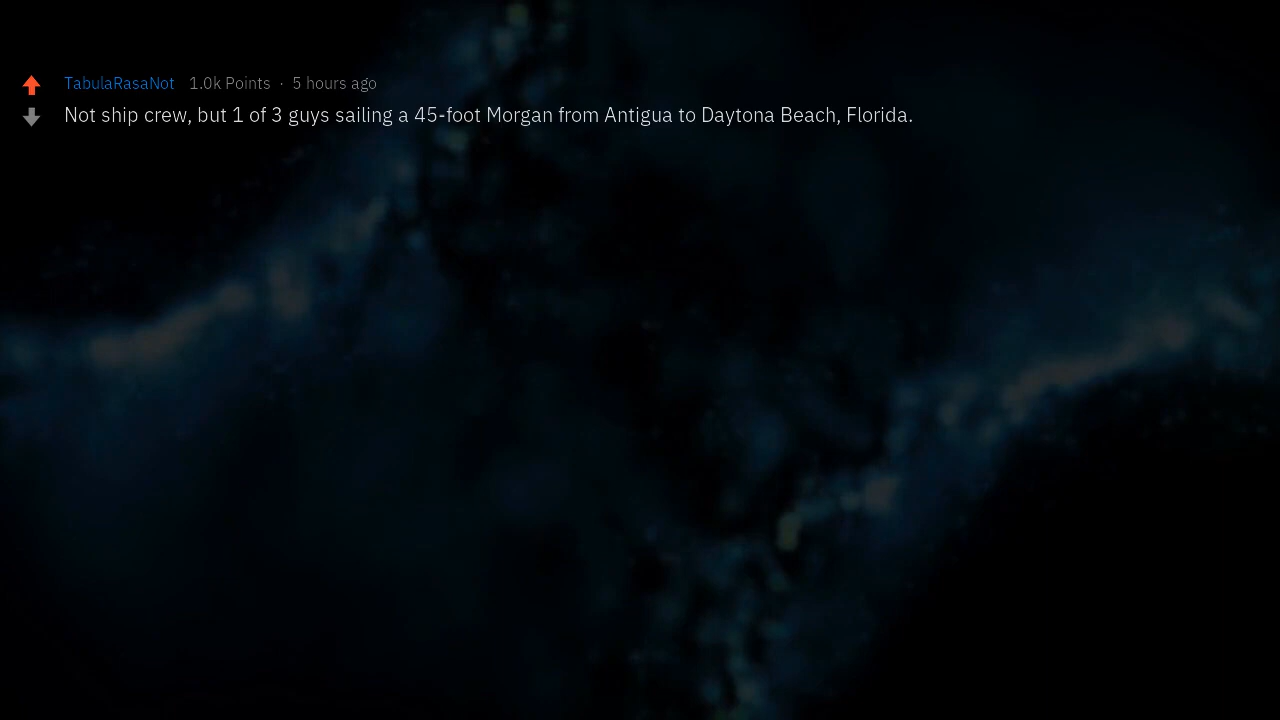 TabulaRasaNot 1.0k Points · 5 hours ago
Not ship crew, but 1 of 3 guys sailing a 45-foot Morgan from Antigua to Daytona Beach, Florida.